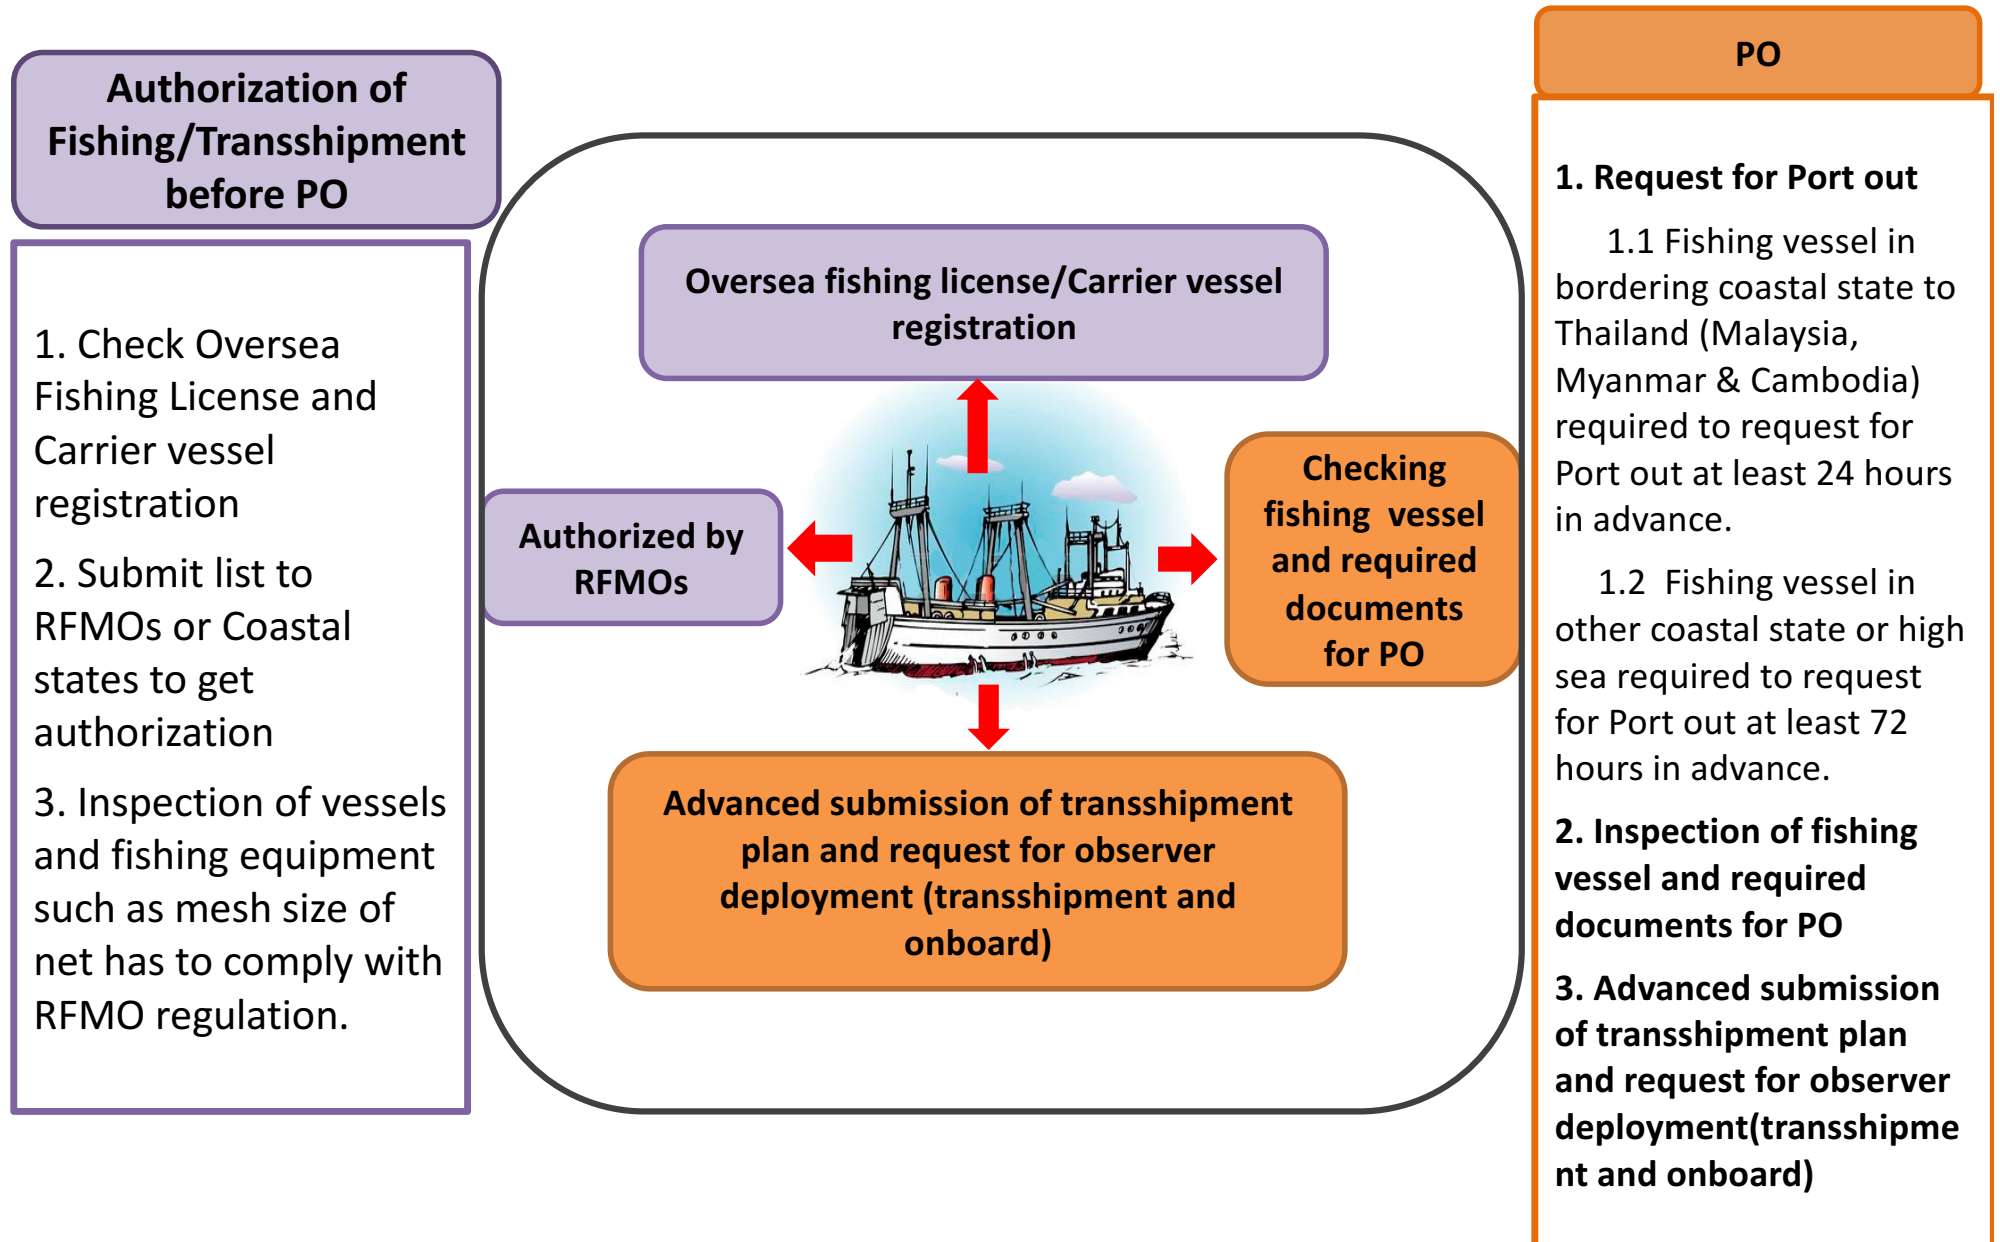 Authorization of
Fishing/Transshipment
before PO
1. Check Oversea
Fishing License and
Carrier vessel
registration
2. Submit list to
RFMOs or Coastal
states to get
authorization
3. Inspection of vessels
and fishing equipment
such as mesh size of
net has to comply with
RFMO regulation.
Oversea fishing license/Carrier vessel
registration
Authorized by
RFMOs
Checking
fishing vessel
and required
documents
for PO
Advanced submission of transshipment
plan and request for observer
deployment (transshipment and
onboard)
PO
1. Request for Port out
1.1 Fishing vessel in
bordering coastal state to
Thailand (Malaysia,
Myanmar & Cambodia)
required to request for
Port out at least 24 hours
in advance.
1.2 Fishing vessel in
other coastal state or high
sea required to request
for Port out at least 72
hours in advance.
2. Inspection of fishing
vessel and required
documents for PO
3. Advanced submission
of transshipment plan
and request for observer
deployment(transshipme
nt and onboard)